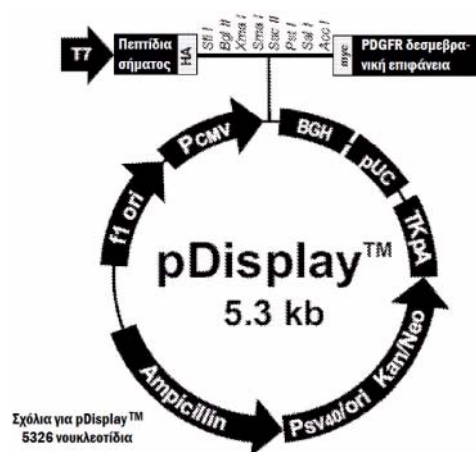 T7
Πεπτίδια
σήματος
HA
Sfi I
Bgl II
Xma I
Sma I
Sac II
Pst I
Sal I
Acc I
myc
PDGFR δεσμεβρα-
νική επιφάνεια
PCMV
BGH
pUC
TKpA
f1 ori
pDisplay™
5.3 kb
Ampicillin
PSV40/ori Kan/Neo
Σχόλια για pDisplay™
5326 νουκλεοτίδια